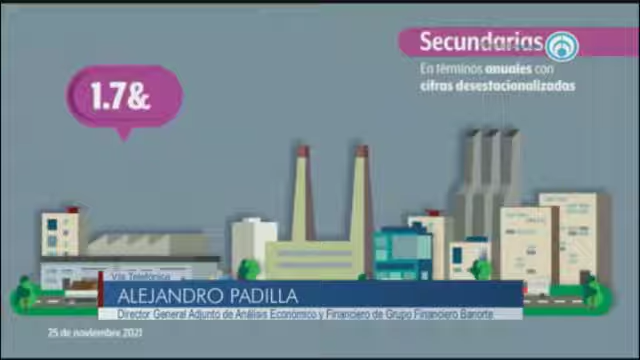 Secundarias
En términos anuales con
cifras desestacionalizadas
1.7&
Vía Telefónica
ALEJANDRO PADILLA
Director General Adjunto de Análisis Económico y Financiero de Grupo Financiero Banorte
25 de noviembre 2021